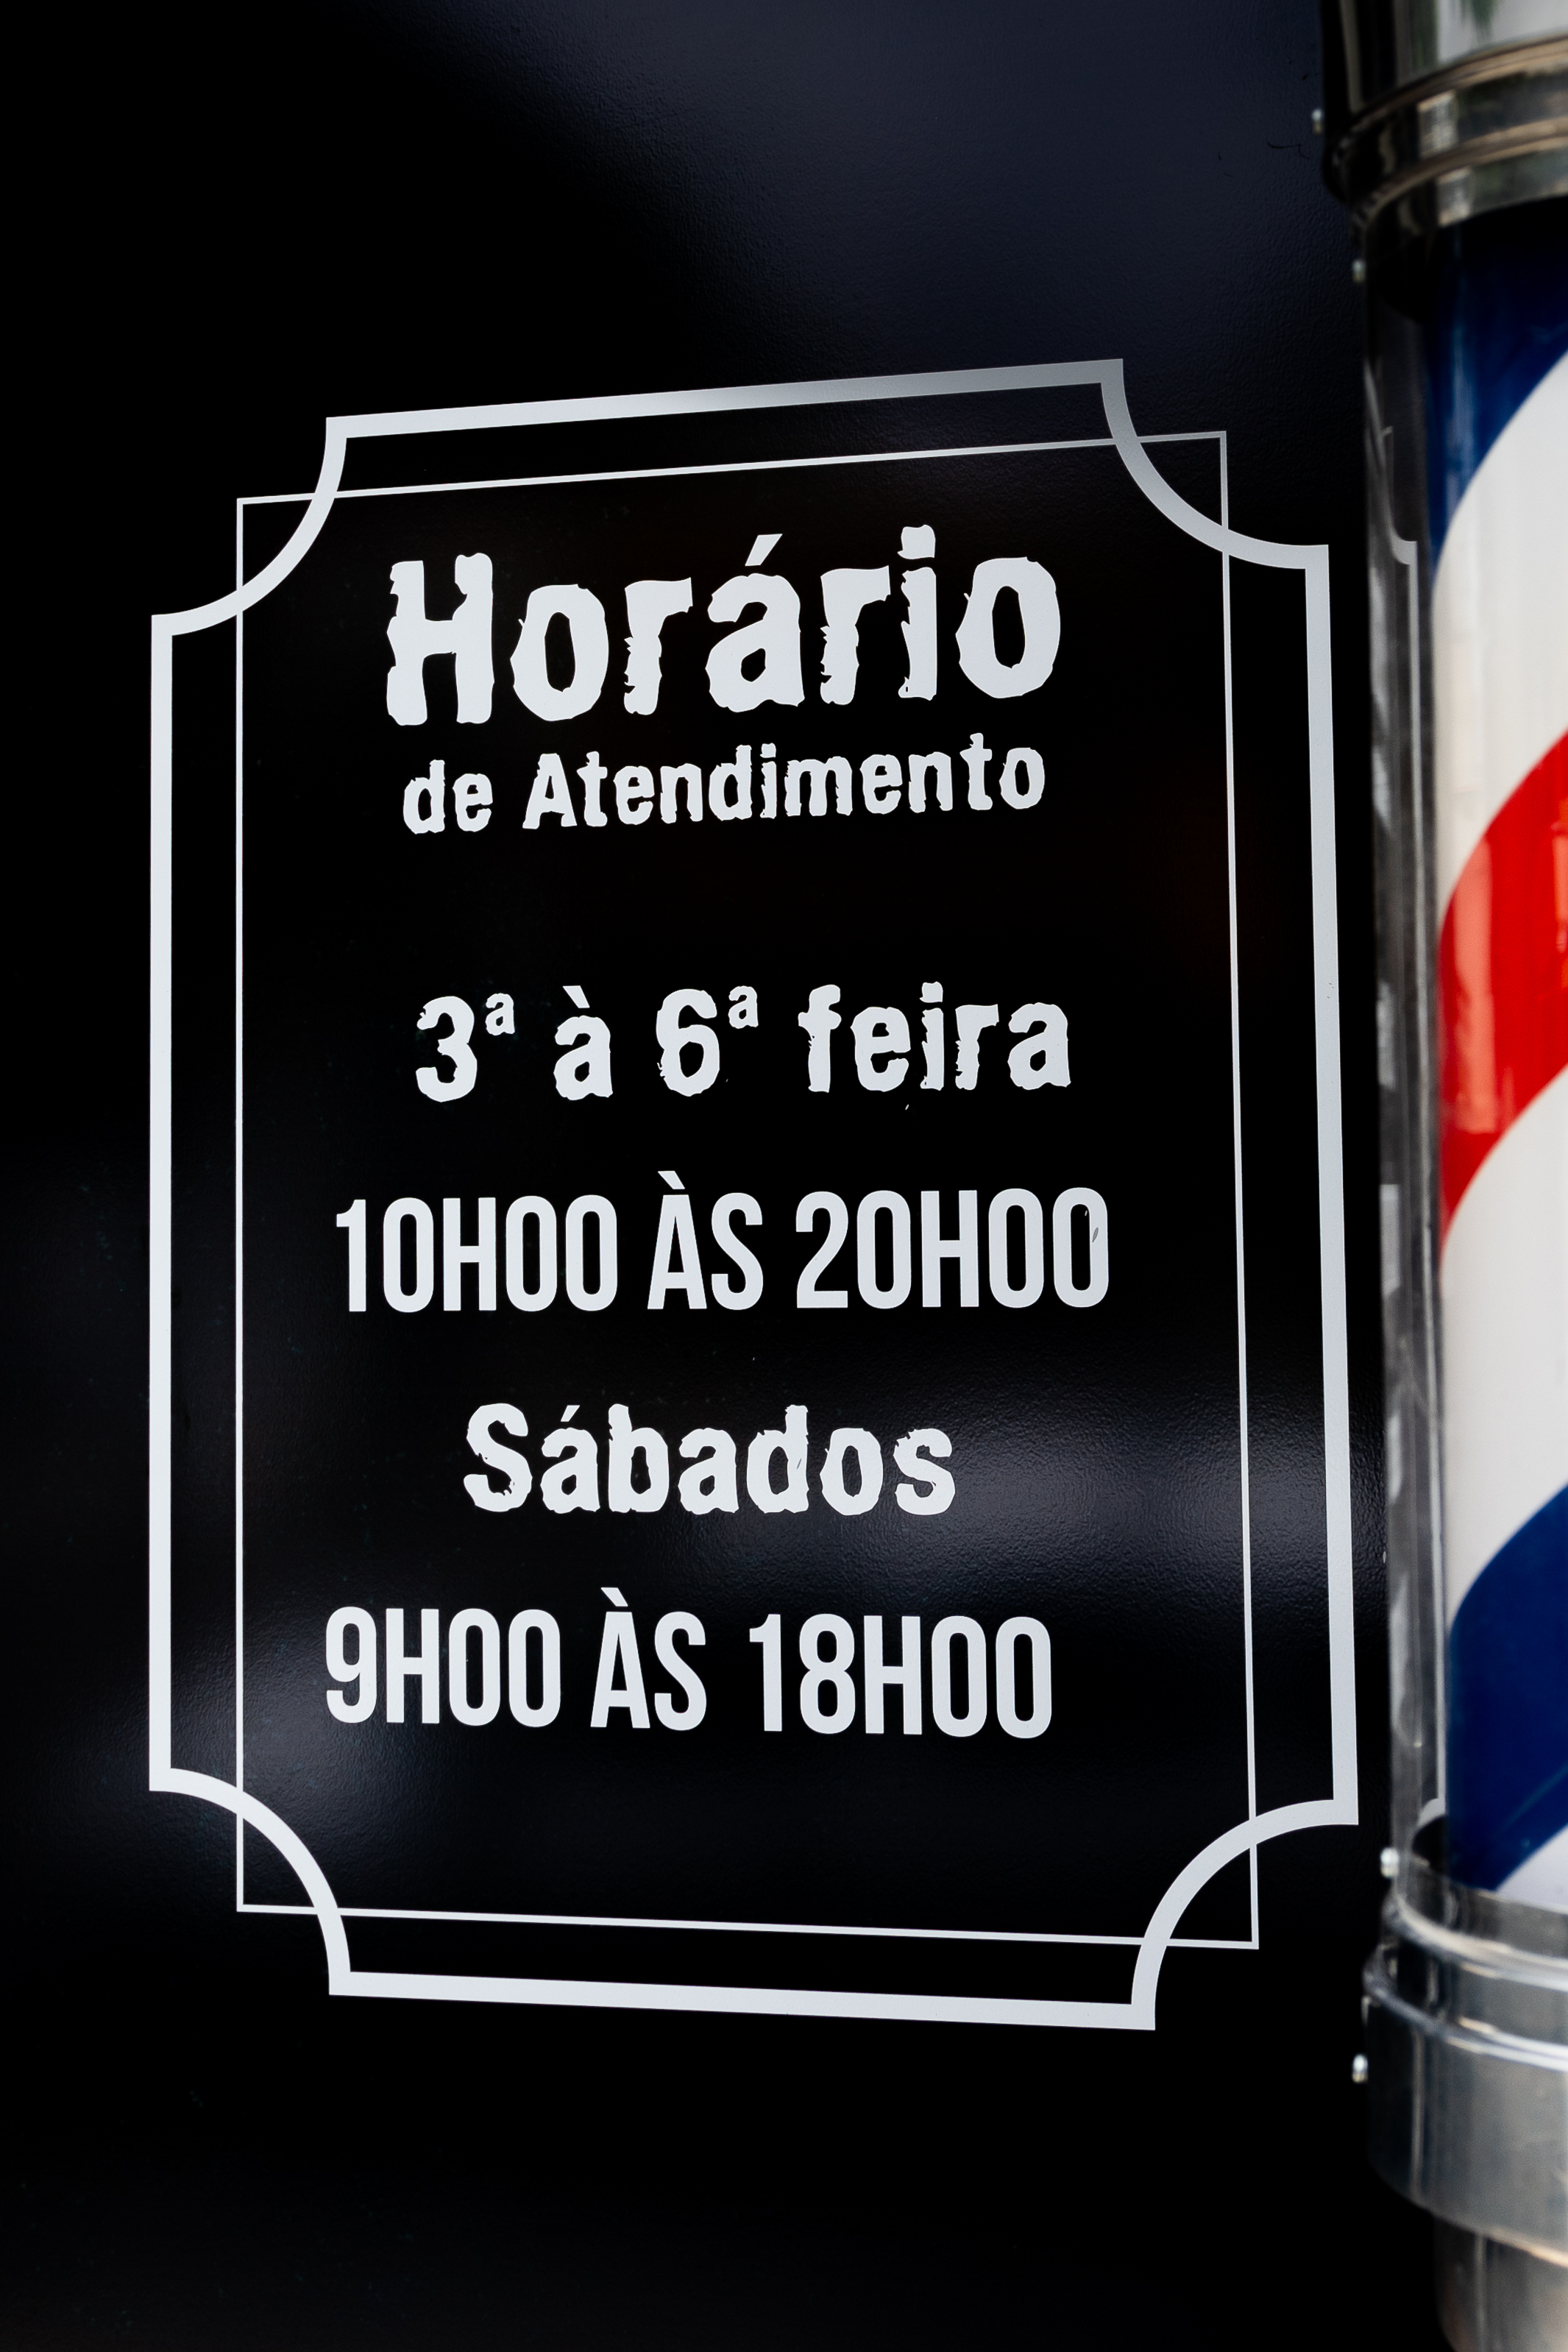 Horário
de Atendimento
3ª à 6ª feira
10H00 ÀS 20H00
Sábados
9H00 ÀS 18H00